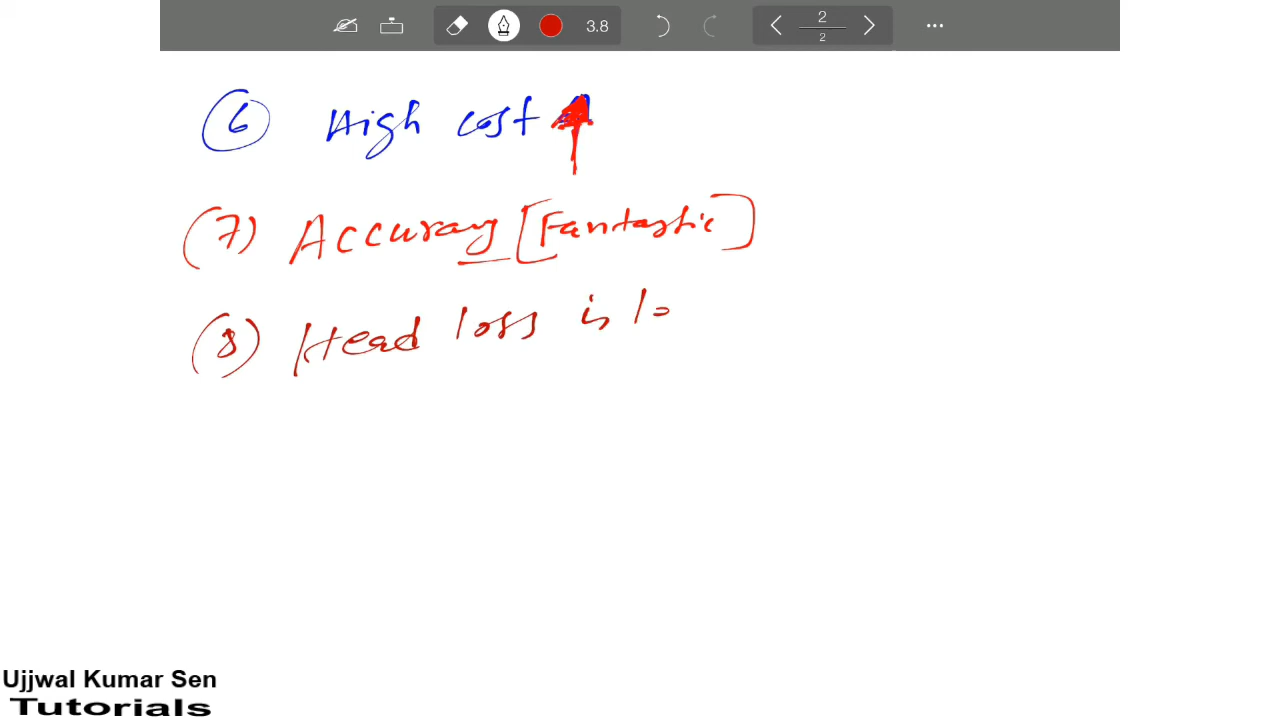 3.8
2
2
6 High cost
(7) Accuracy [Fantastic]
(8) Head loss is lo
Ujjwal Kumar Sen
Tutorials